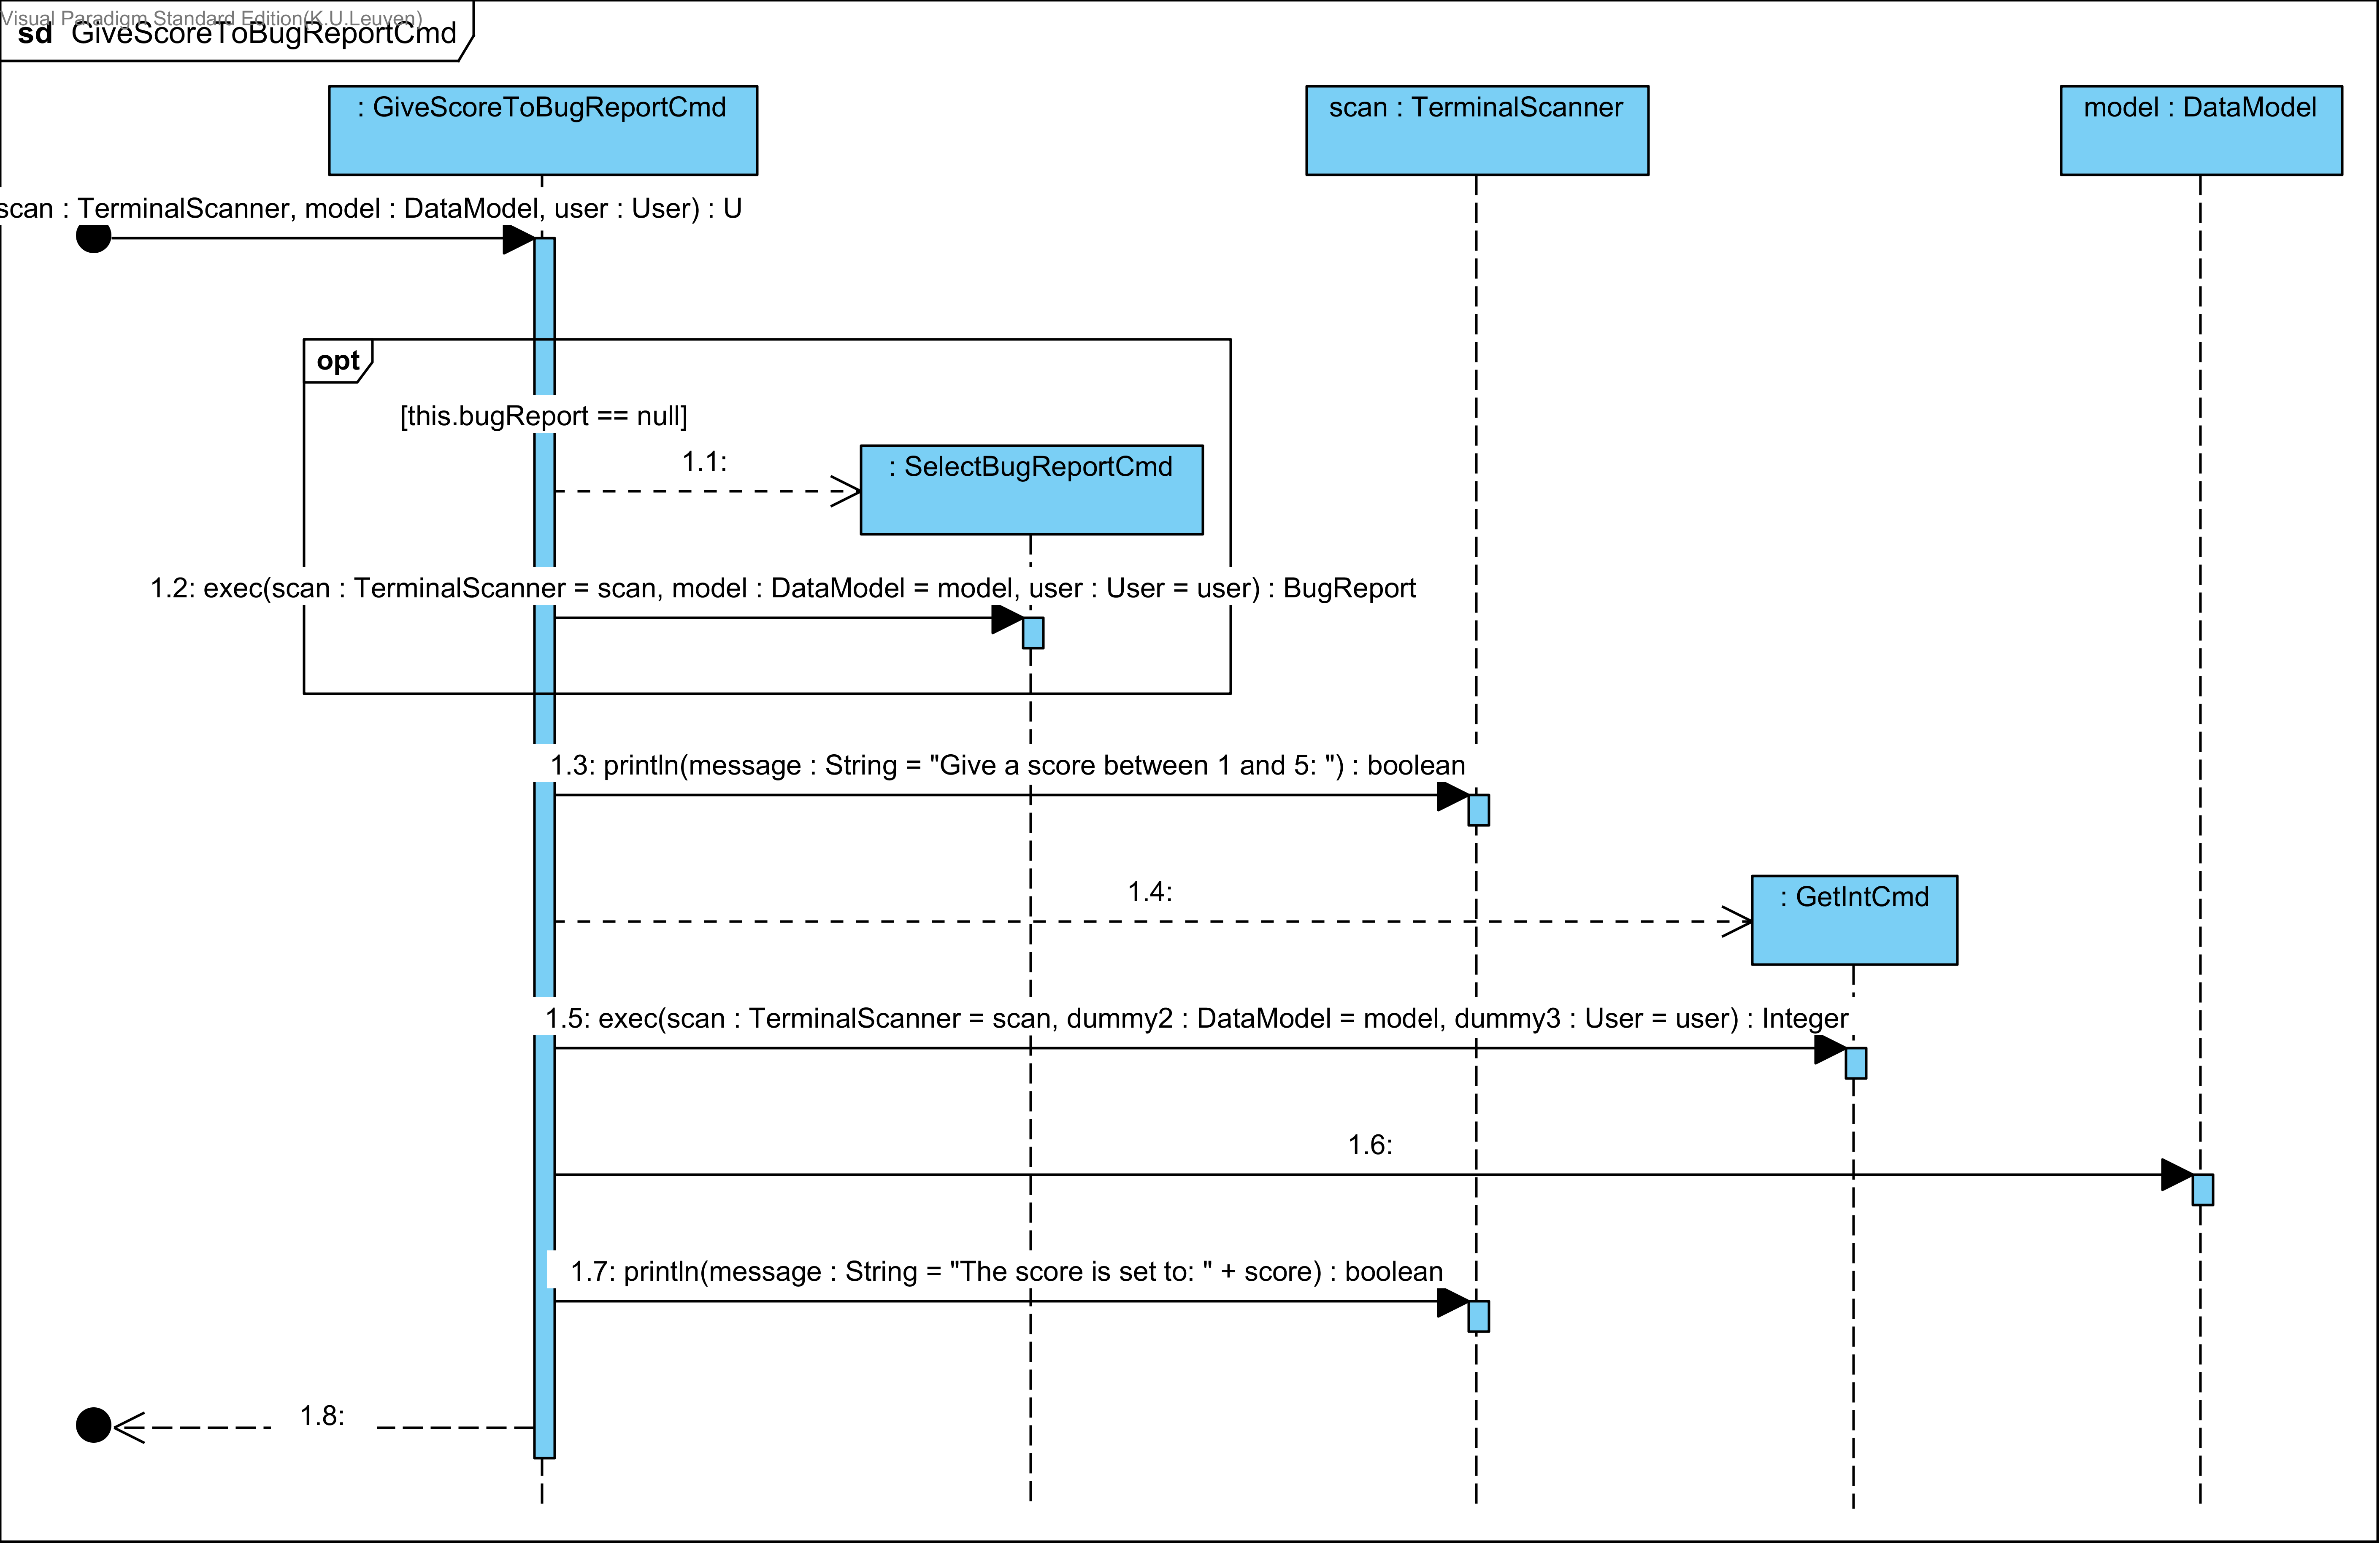 Visual Paradigm Standard Edition(K.U.Leuven)
sd GiveScoreToBugReportCmd
: GiveScoreToBugReportCmd
scan : TerminalScanner
model : DataModel
scan : TerminalScanner, model : DataModel, user : User) : U
opt
[this.bugReport == null]
1.1:
: SelectBugReportCmd
1.2: exec(scan : TerminalScanner = scan, model : DataModel = model, user : User = user) : BugReport
1.3: println(message : String = "Give a score between 1 and 5: ") : boolean
1.4:
: GetIntCmd
1.5: exec(scan : TerminalScanner = scan, dummy2 : DataModel = model, dummy3 : User = user) : Integer
1.6:
1.7: println(message : String = "The score is set to: " + score) : boolean
1.8: